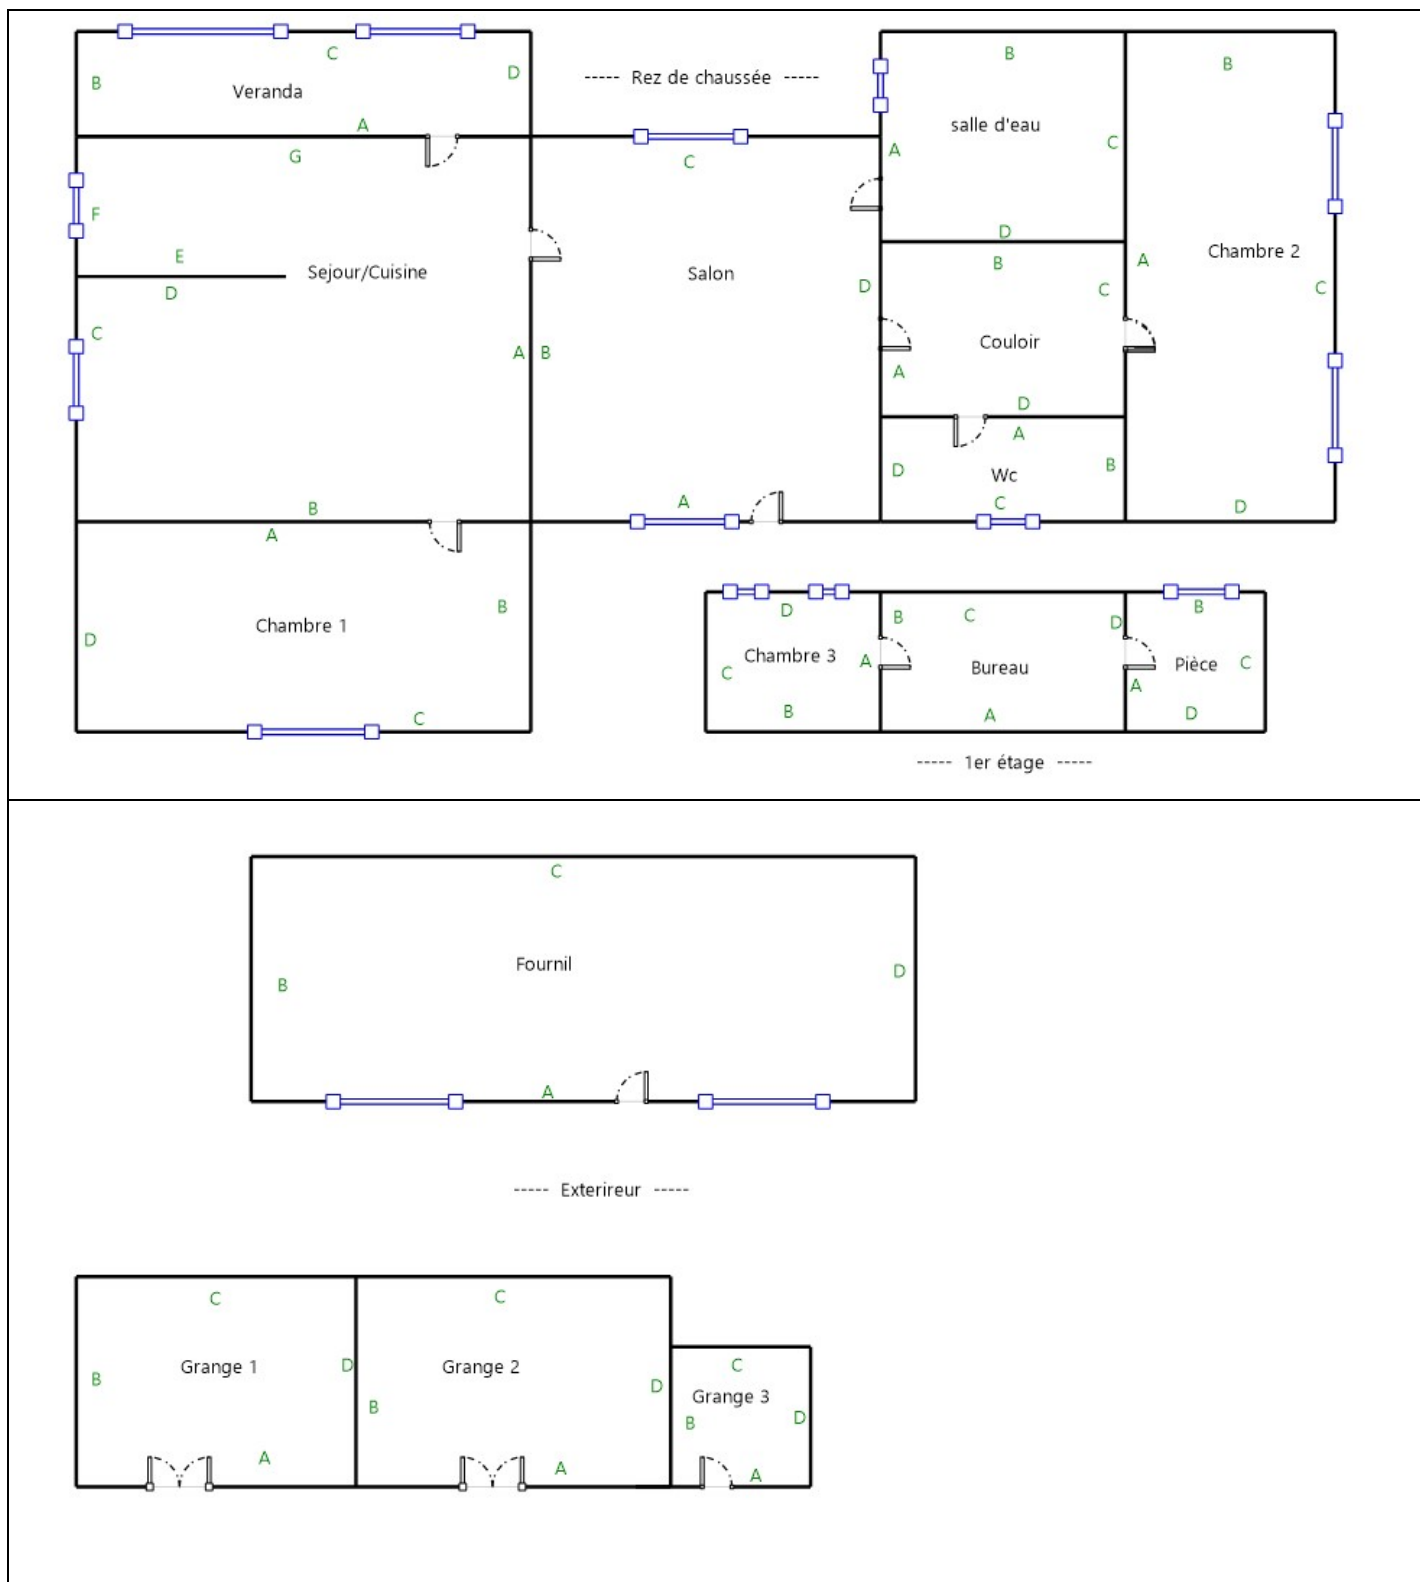 C
B
D
----- Rez de chaussée -----
Veranda
A
B
B
salle d'eau
G
C
A
C
F
D
E
B
Sejour/Cuisine
Salon
Chambre 2
A
D
D
C
C
C
Couloir
A
B
A
D
A
D
Wc
B
B
A
C
D
A
B
Chambre 1
D
C
D
B
C
D
B
Chambre 3
A
Bureau
Pièce
C
C
A
B
A
D
----- 1er étage -----
C
Fournil
B
D
A
----- Exterireur -----
C
C
Grange 1
D
Grange 2
C
B
D
Grange 3
B
B
D
A
A
A